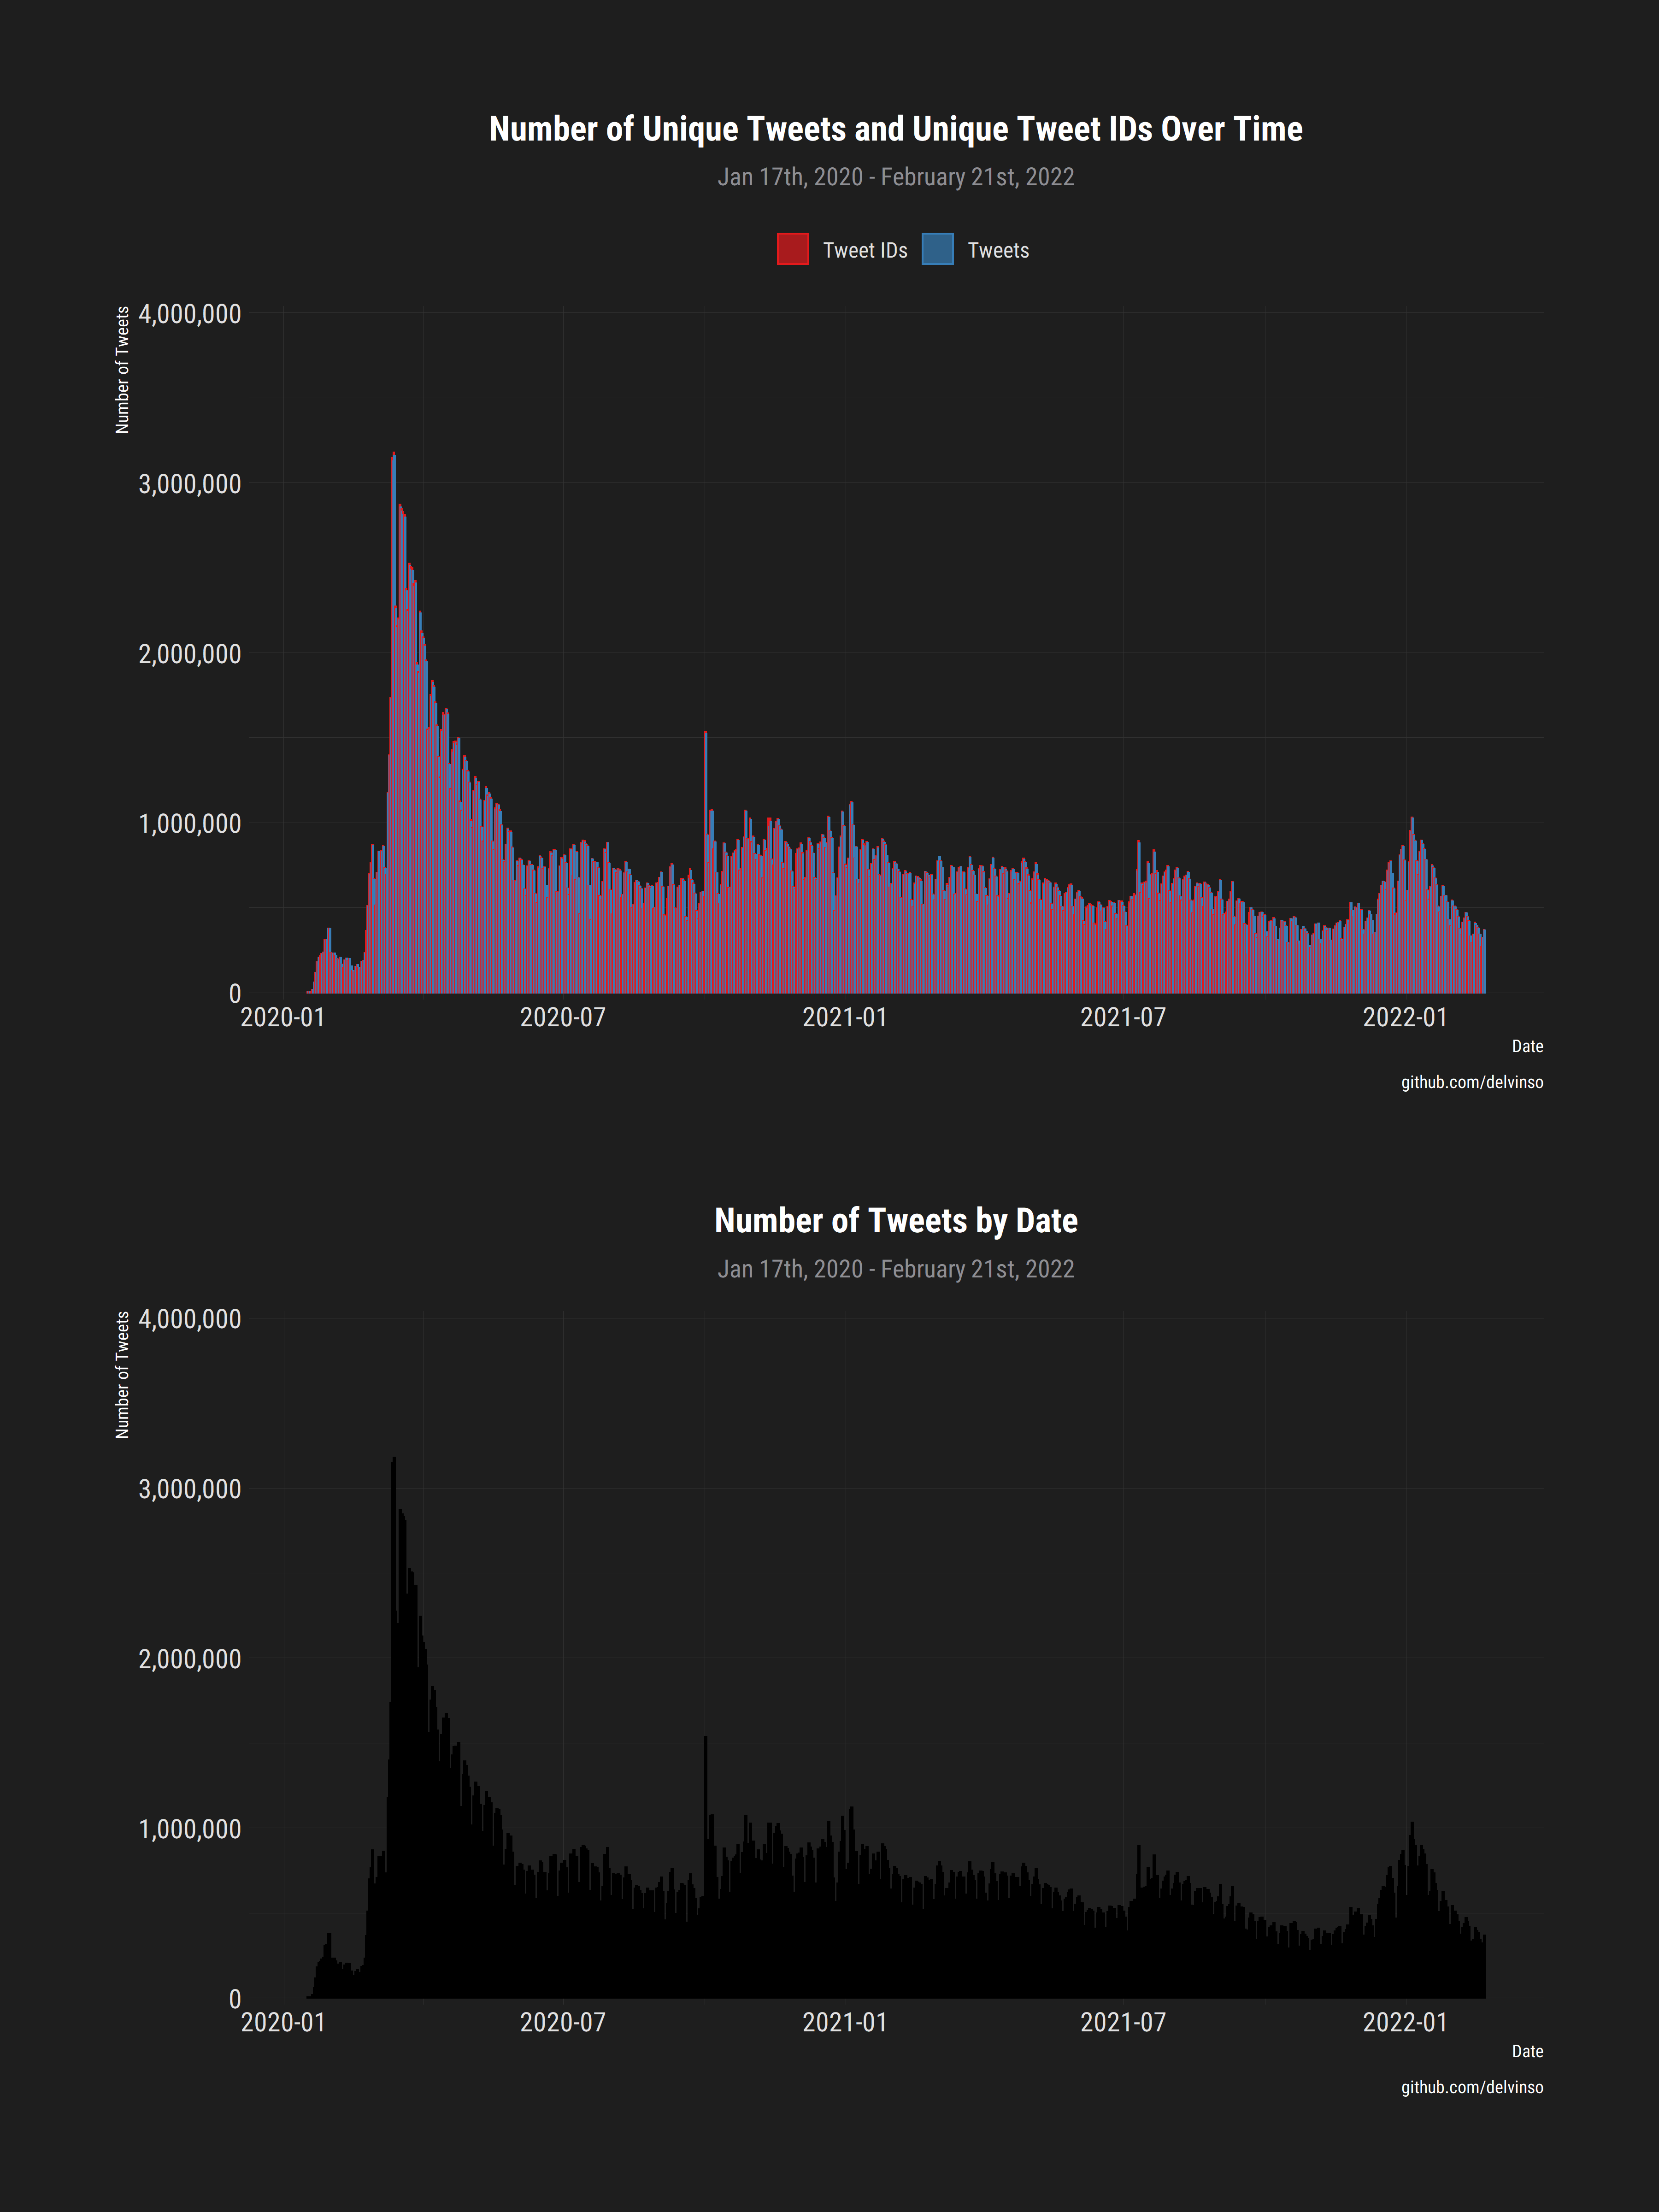 Number of Unique Tweets and Unique Tweet IDs Over Time
Jan 17th, 2020 - February 21st, 2022
Tweet IDs Tweets
Number of Tweets
4,000,000
3,000,000
2,000,000
1,000,000
0
2020-01 2020-07 2021-01 2021-07 2022-01
Date
github.com/delvinso
Number of Tweets by Date
Jan 17th, 2020 - February 21st, 2022
Number of Tweets
4,000,000
3,000,000
2,000,000
1,000,000
0
2020-01 2020-07 2021-01 2021-07 2022-01
Date
github.com/delvinso